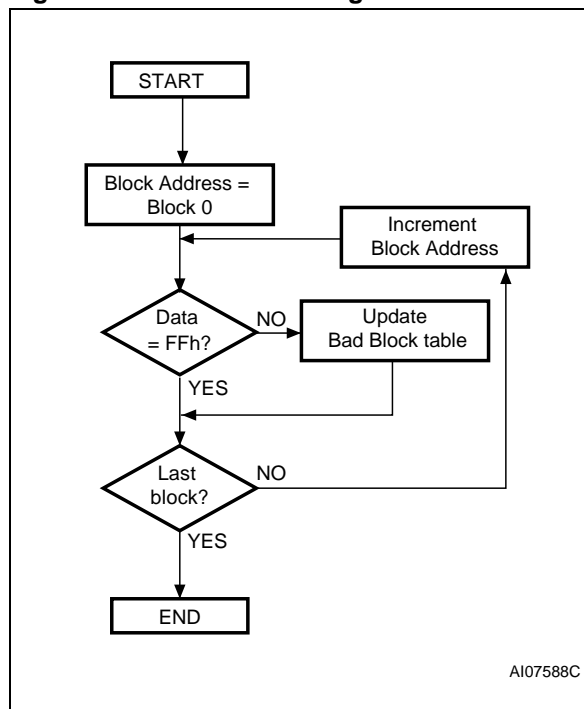 START
Block Address =
Block 0
Increment
Block Address
Data
= FFh?
NO
Update
Bad Block table
YES
Last
block?
NO
YES
END
AI07588C